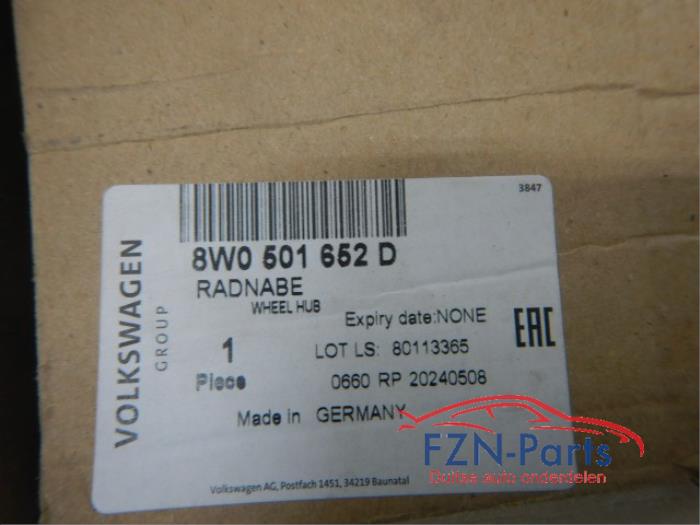 3847
8W0 501 652 D
RADNABE
WHEEL HUB
Expiry date:NONE
1
Piece
LOT LS: 80113365
0660 RP 20240508
Made in GERMANY
EAC
VOLKSWAGEN
GROUP
Volkswagen AG, Postfach 1451, 34219 Baunatal
FZN-Parts
Duitse auto onderdelen